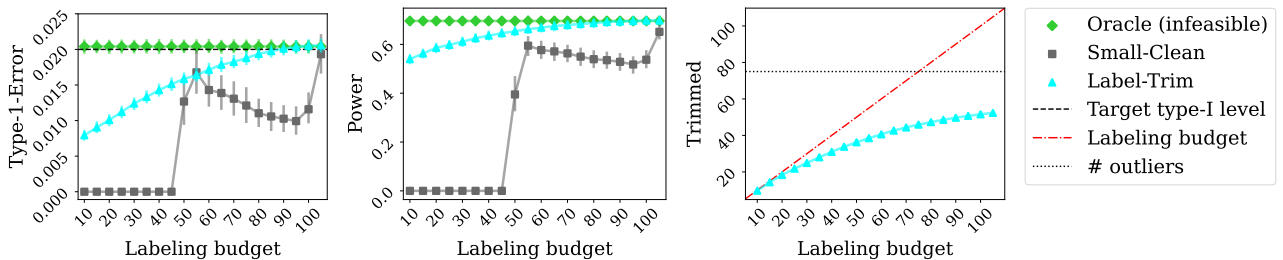 Type-1-Error
0.025
0.020
0.015
0.010
0.005
0.000
10 20 30 40 50 60 70 80 90 100
Labeling budget
Power
0.6
0.4
0.2
0.0
10 20 30 40 50 60 70 80 90 100
Labeling budget
Trimmed
100
80
60
40
20
10 20 30 40 50 60 70 80 90 100
Labeling budget
Oracle (infeasible)
Small-Clean
Label-Trim
Target type-I level
Labeling budget
# outliers